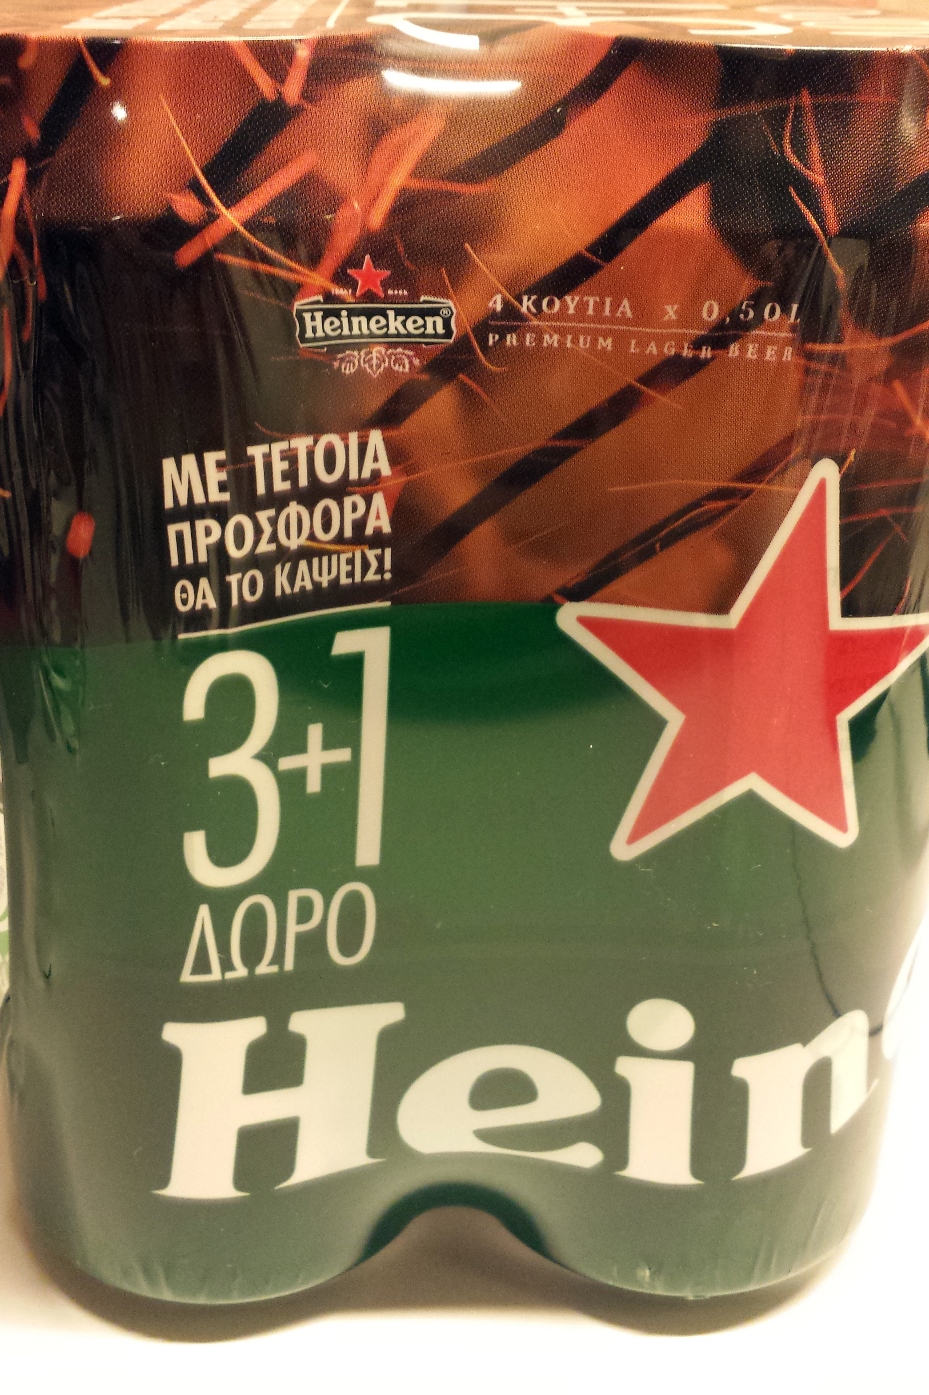 Heineken®
4 ΚΟΥΤΙΑ x 0,50L
PREMIUM LAGER BEER
ΜΕ ΤΕΤΟΙΑ
ΠΡΟΣΦΟΡΑ
ΘΑ ΤΟ ΚΑΨΕΙΣ!
3+1
ΔΩΡΟ
Hein